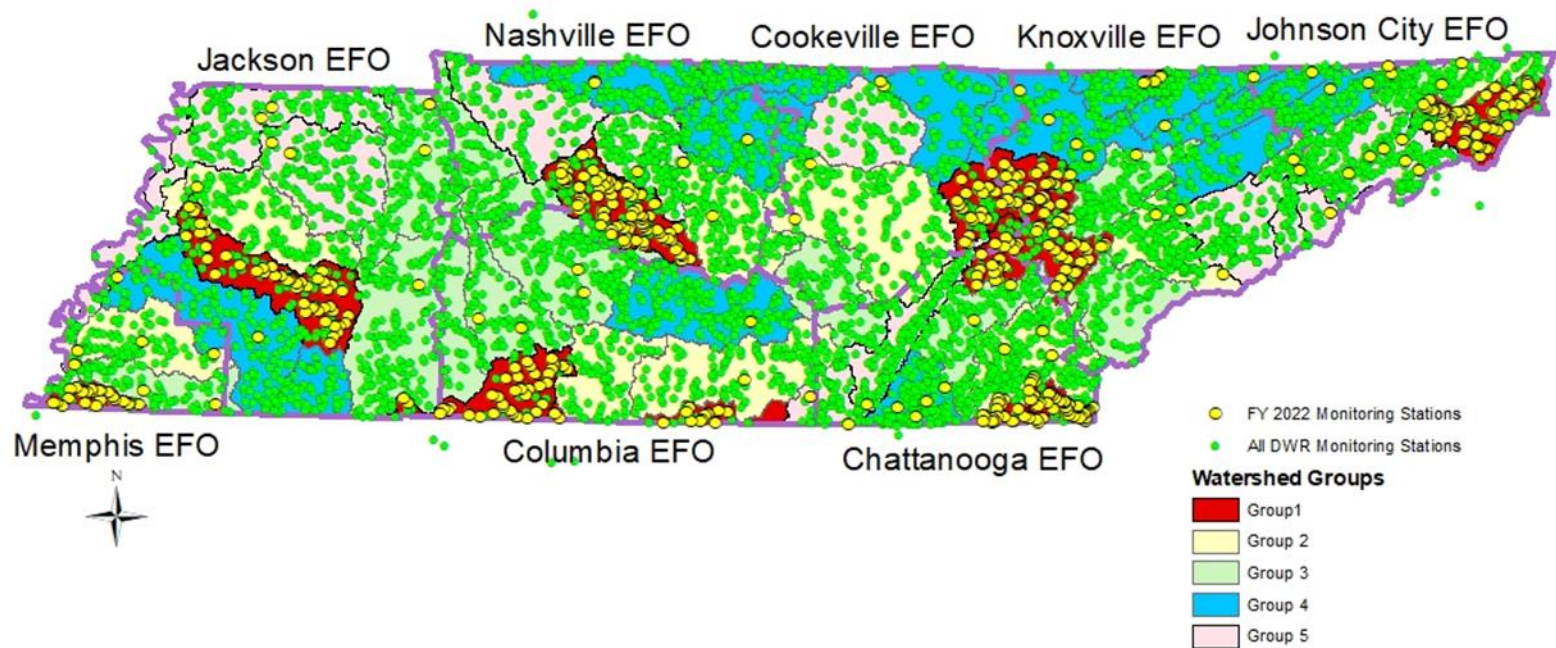 Nashville EFO
Cookeville EFO
Knoxville EFO
Johnson City EFO
Jackson EFO
Memphis EFO
Columbia EFO
Chattanooga EFO
N
FY 2022 Monitoring Stations
All DWR Monitoring Stations
Watershed Groups
Group1
Group 2
Group 3
Group 4
Group 5